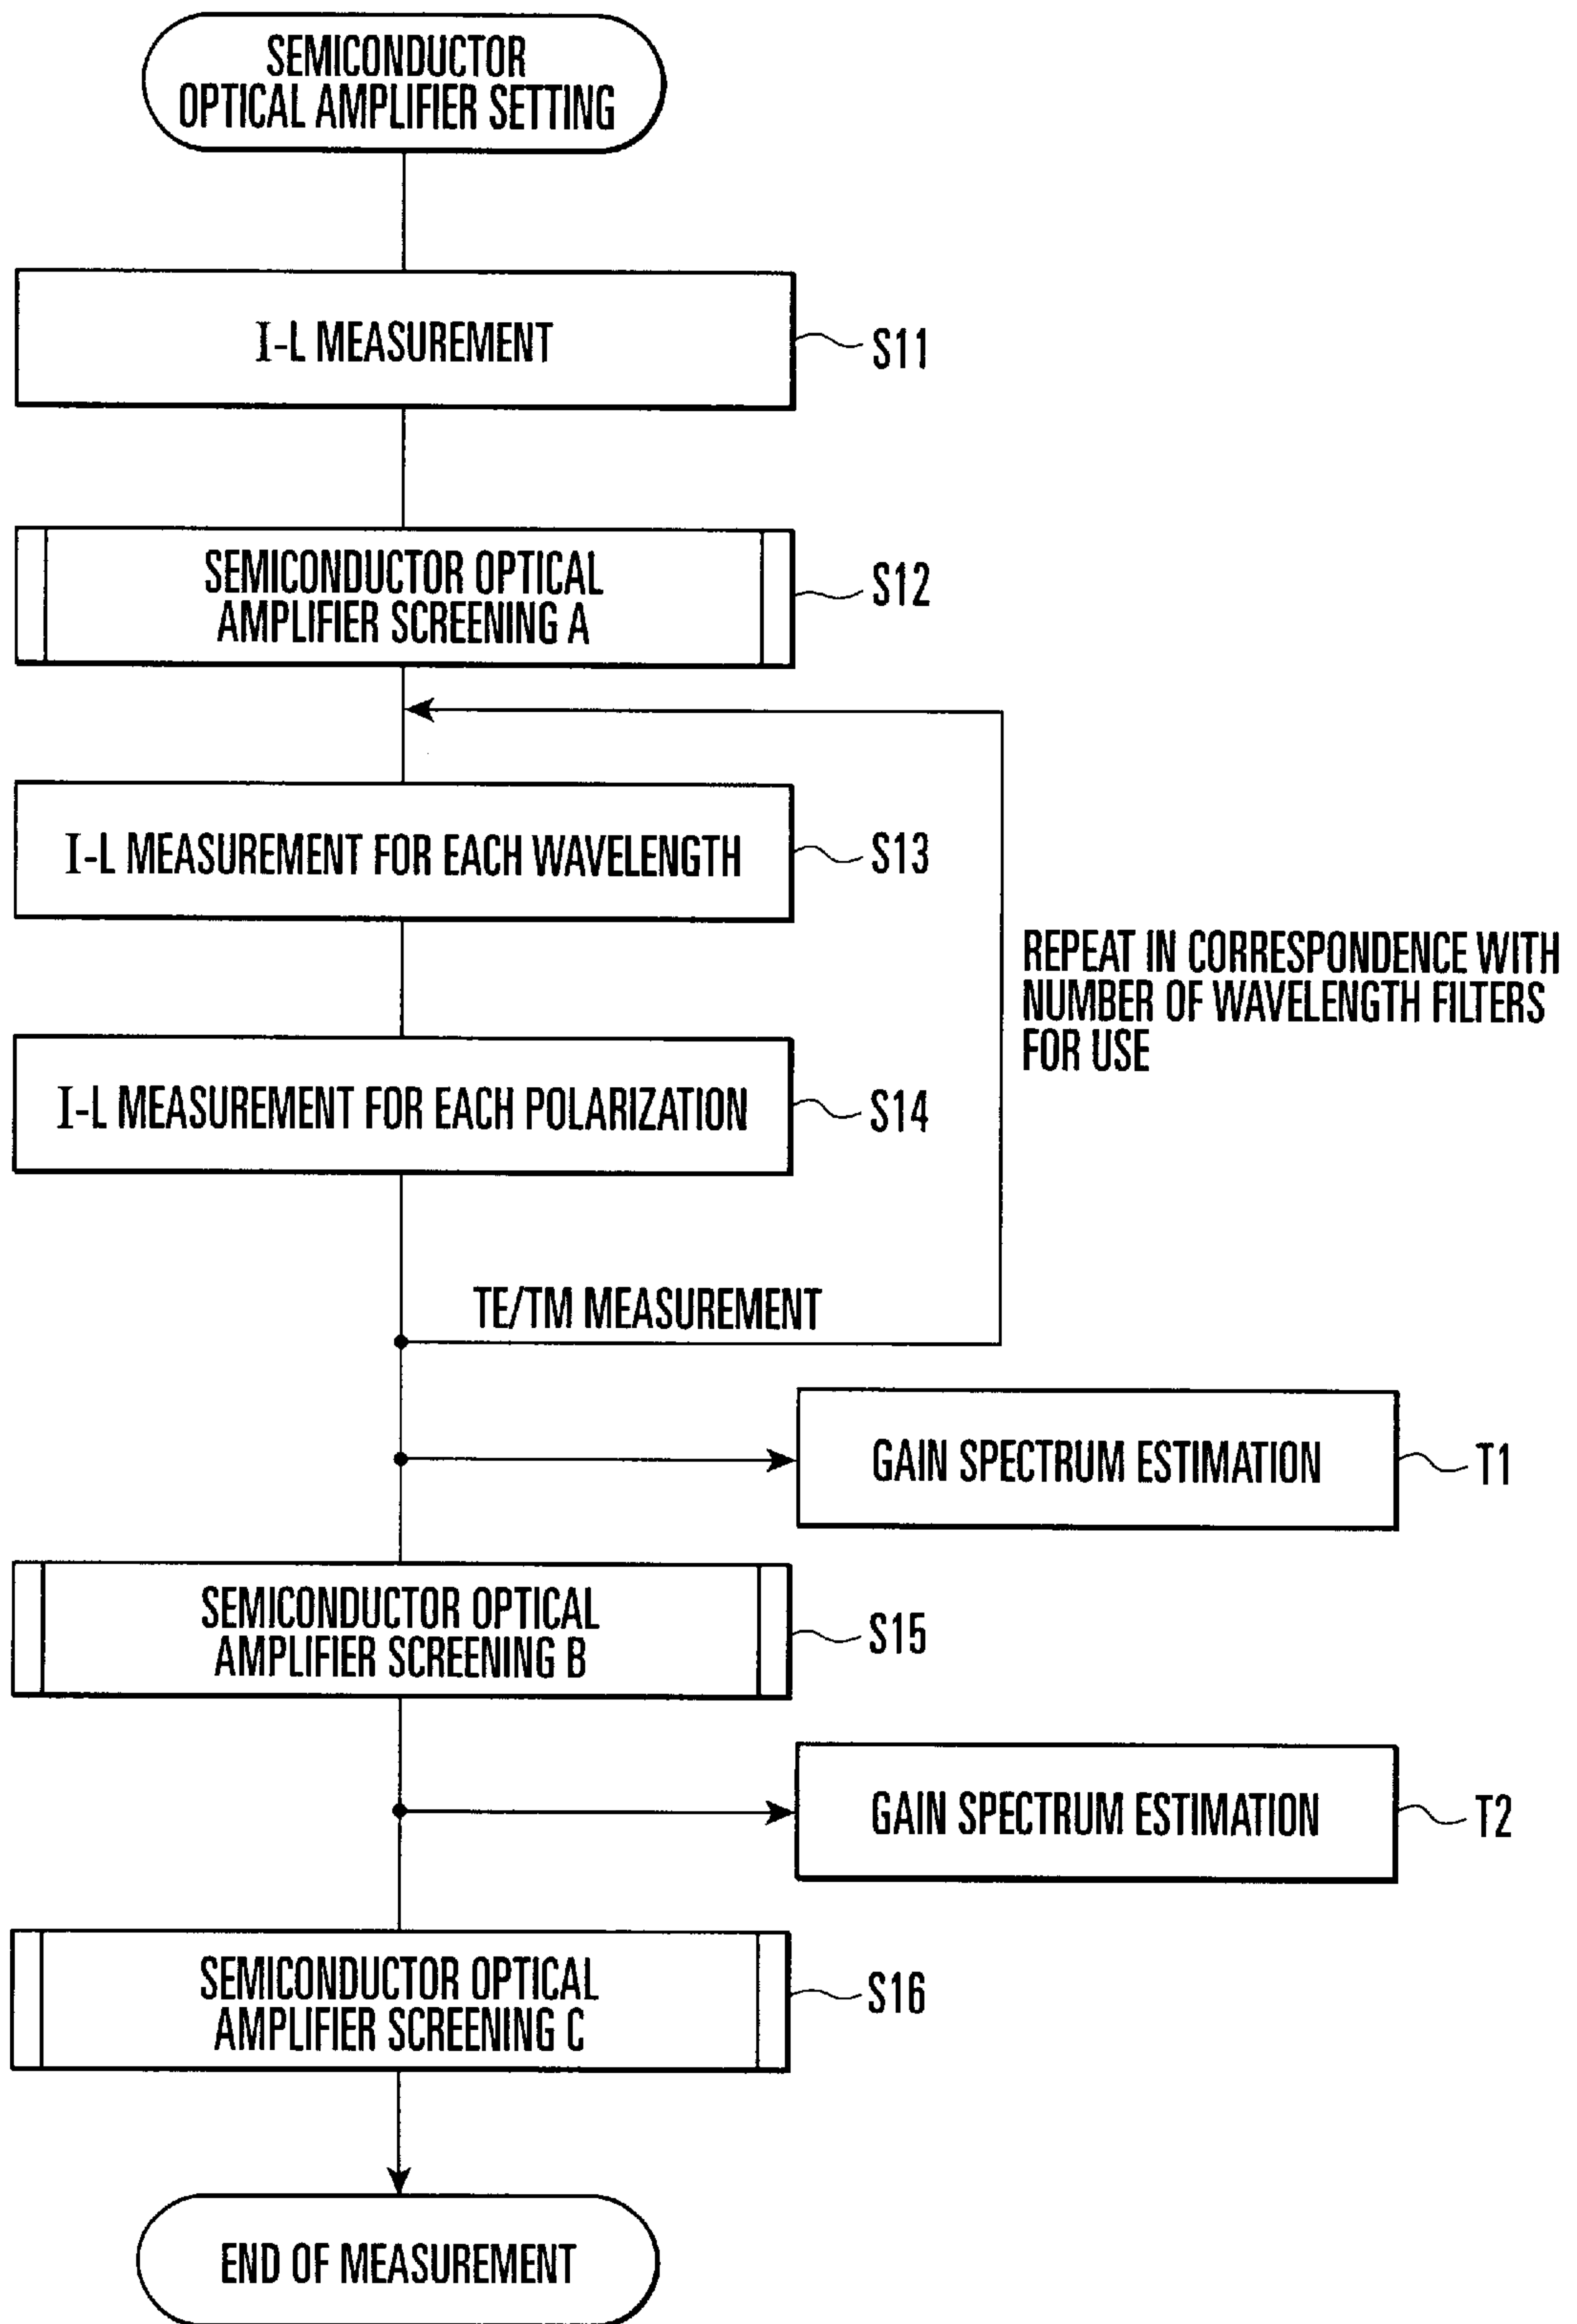 SEMICONDUCTOR
OPTICAL AMPLIFIER SETTING
I-L MEASUREMENT
S11
SEMICONDUCTOR OPTICAL
AMPLIFIER SCREENING A
S12
I-L MEASUREMENT FOR EACH WAVELENGTH
S13
REPEAT IN CORRESPONDENCE WITH
NUMBER OF WAVELENGTH FILTERS
FOR USE
I-L MEASUREMENT FOR EACH POLARIZATION
S14
TE/TM MEASUREMENT
GAIN SPECTRUM ESTIMATION
T1
SEMICONDUCTOR OPTICAL
AMPLIFIER SCREENING B
S15
GAIN SPECTRUM ESTIMATION
T2
SEMICONDUCTOR OPTICAL
AMPLIFIER SCREENING C
S16
END OF MEASUREMENT